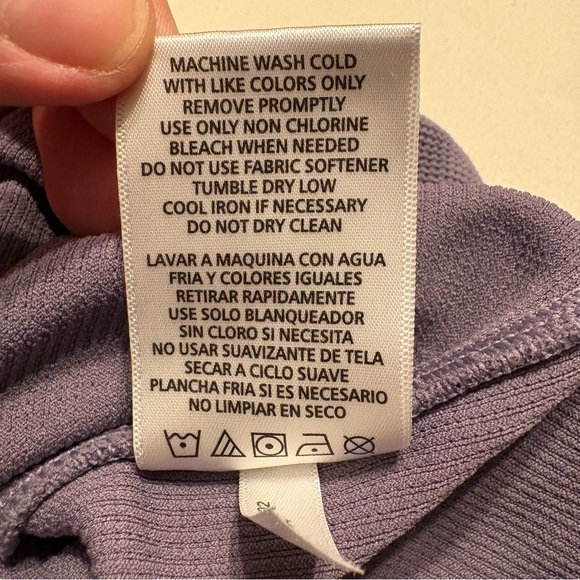 MACHINE WASH COLD
WITH LIKE COLORS ONLY
REMOVE PROMPTLY
USE ONLY NON CHLORINE
BLEACH WHEN NEEDED
DO NOT USE FABRIC SOFTENER
TUMBLE DRY LOW
COOL IRON IF NECESSARY
DO NOT DRY CLEAN
LAVAR A MAQUINA CON AGUA
FRIA Y COLORES IGUALES
RETIRAR RAPIDAMENTE
USE SOLO BLANQUEADOR
SIN CLORO SI NECESITA
NO USAR SUAVIZANTE DE TELA
SECAR A CICLO SUAVE
PLANCHA FRIA SI ES NECESARIO
NO LIMPIAR EN SECO